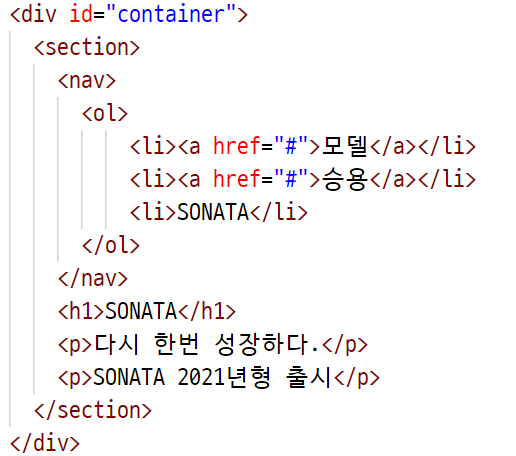 <div id="container">
<section>
<nav>
<ol>
<li><a href="#">모델</a></li>
<li><a href="#">승용</a></li>
<li>SONATA</li>
</ol>
</nav>
<h1>SONATA</h1>
<p>다시 한번 성장하다.</p>
<p>SONATA 2021년형 출시</p>
</section>
</div>